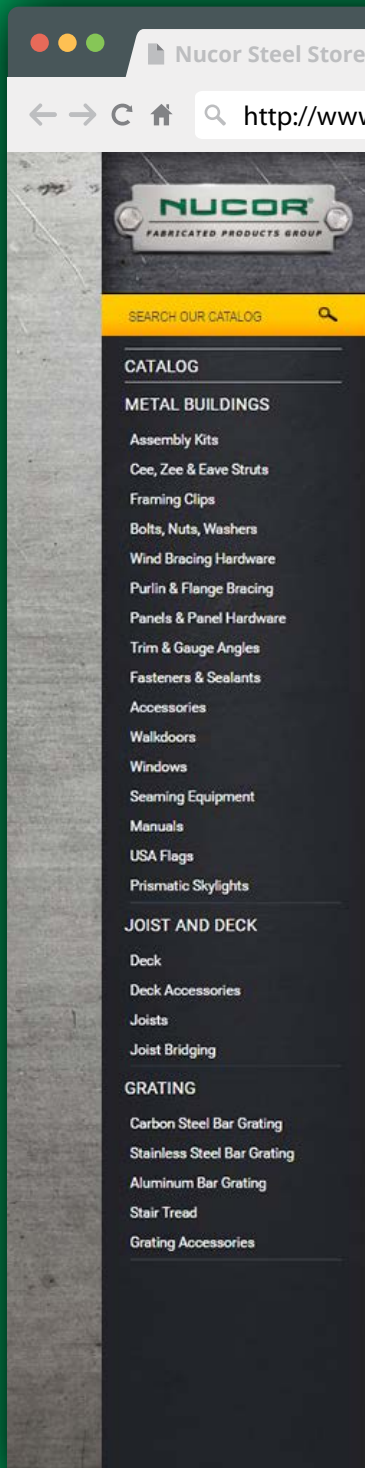 Nucor Steel Store
http://www
NUCOR®
FABRICATED PRODUCTS GROUP
SEARCH OUR CATALOG
CATALOG
METAL BUILDINGS
Assembly Kits
Cee, Zee & Eave Struts
Framing Clips
Bolts, Nuts, Washers
Wind Bracing Hardware
Purlin & Flange Bracing
Panels & Panel Hardware
Trim & Gauge Angles
Fasteners & Sealants
Accessories
Walkdoors
Windows
Seaming Equipment
Manuals
USA Flags
Prismatic Skylights
JOIST AND DECK
Deck
Deck Accessories
Joists
Joist Bridging
GRATING
Carbon Steel Bar Grating
Stainless Steel Bar Grating
Aluminum Bar Grating
Stair Tread
Grating Accessories